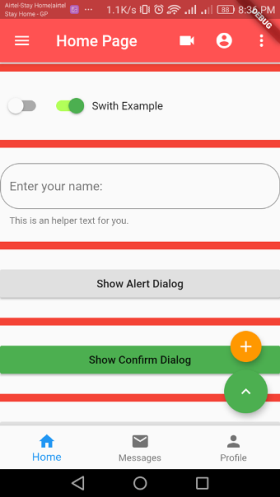 Airtel-Stay Home|airtel
Stay Home - GP
... 1.1K/s 88 8:36 PM
DEBUG
Home Page
Swith Example
Enter your name:
This is an helper text for you.
Show Alert Dialog
Show Confirm Dialog
Home
Messages
Profile